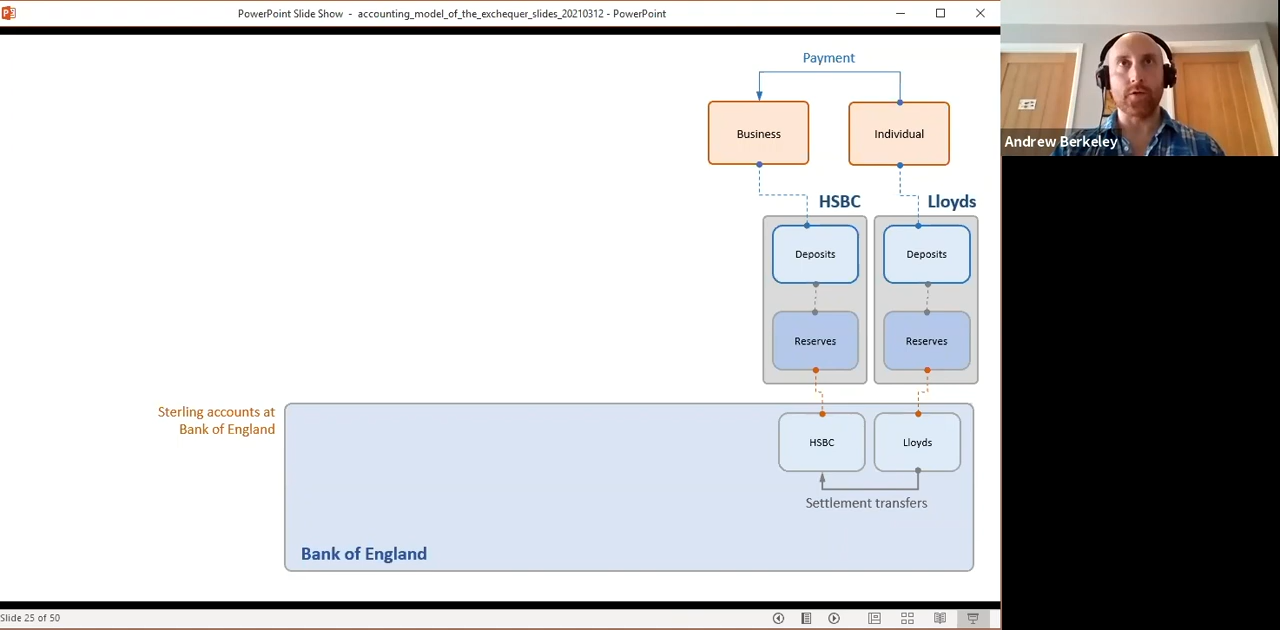 PowerPoint Slide Show - accounting_model_of_the_exchequer_slides_20210312 - PowerPoint
Payment
Business
Individual
HSBC
Lloyds
Deposits
Deposits
Reserves
Reserves
Sterling accounts at
Bank of England
HSBC
Lloyds
Settlement transfers
Bank of England
Slide 25 of 50
Andrew Berkeley